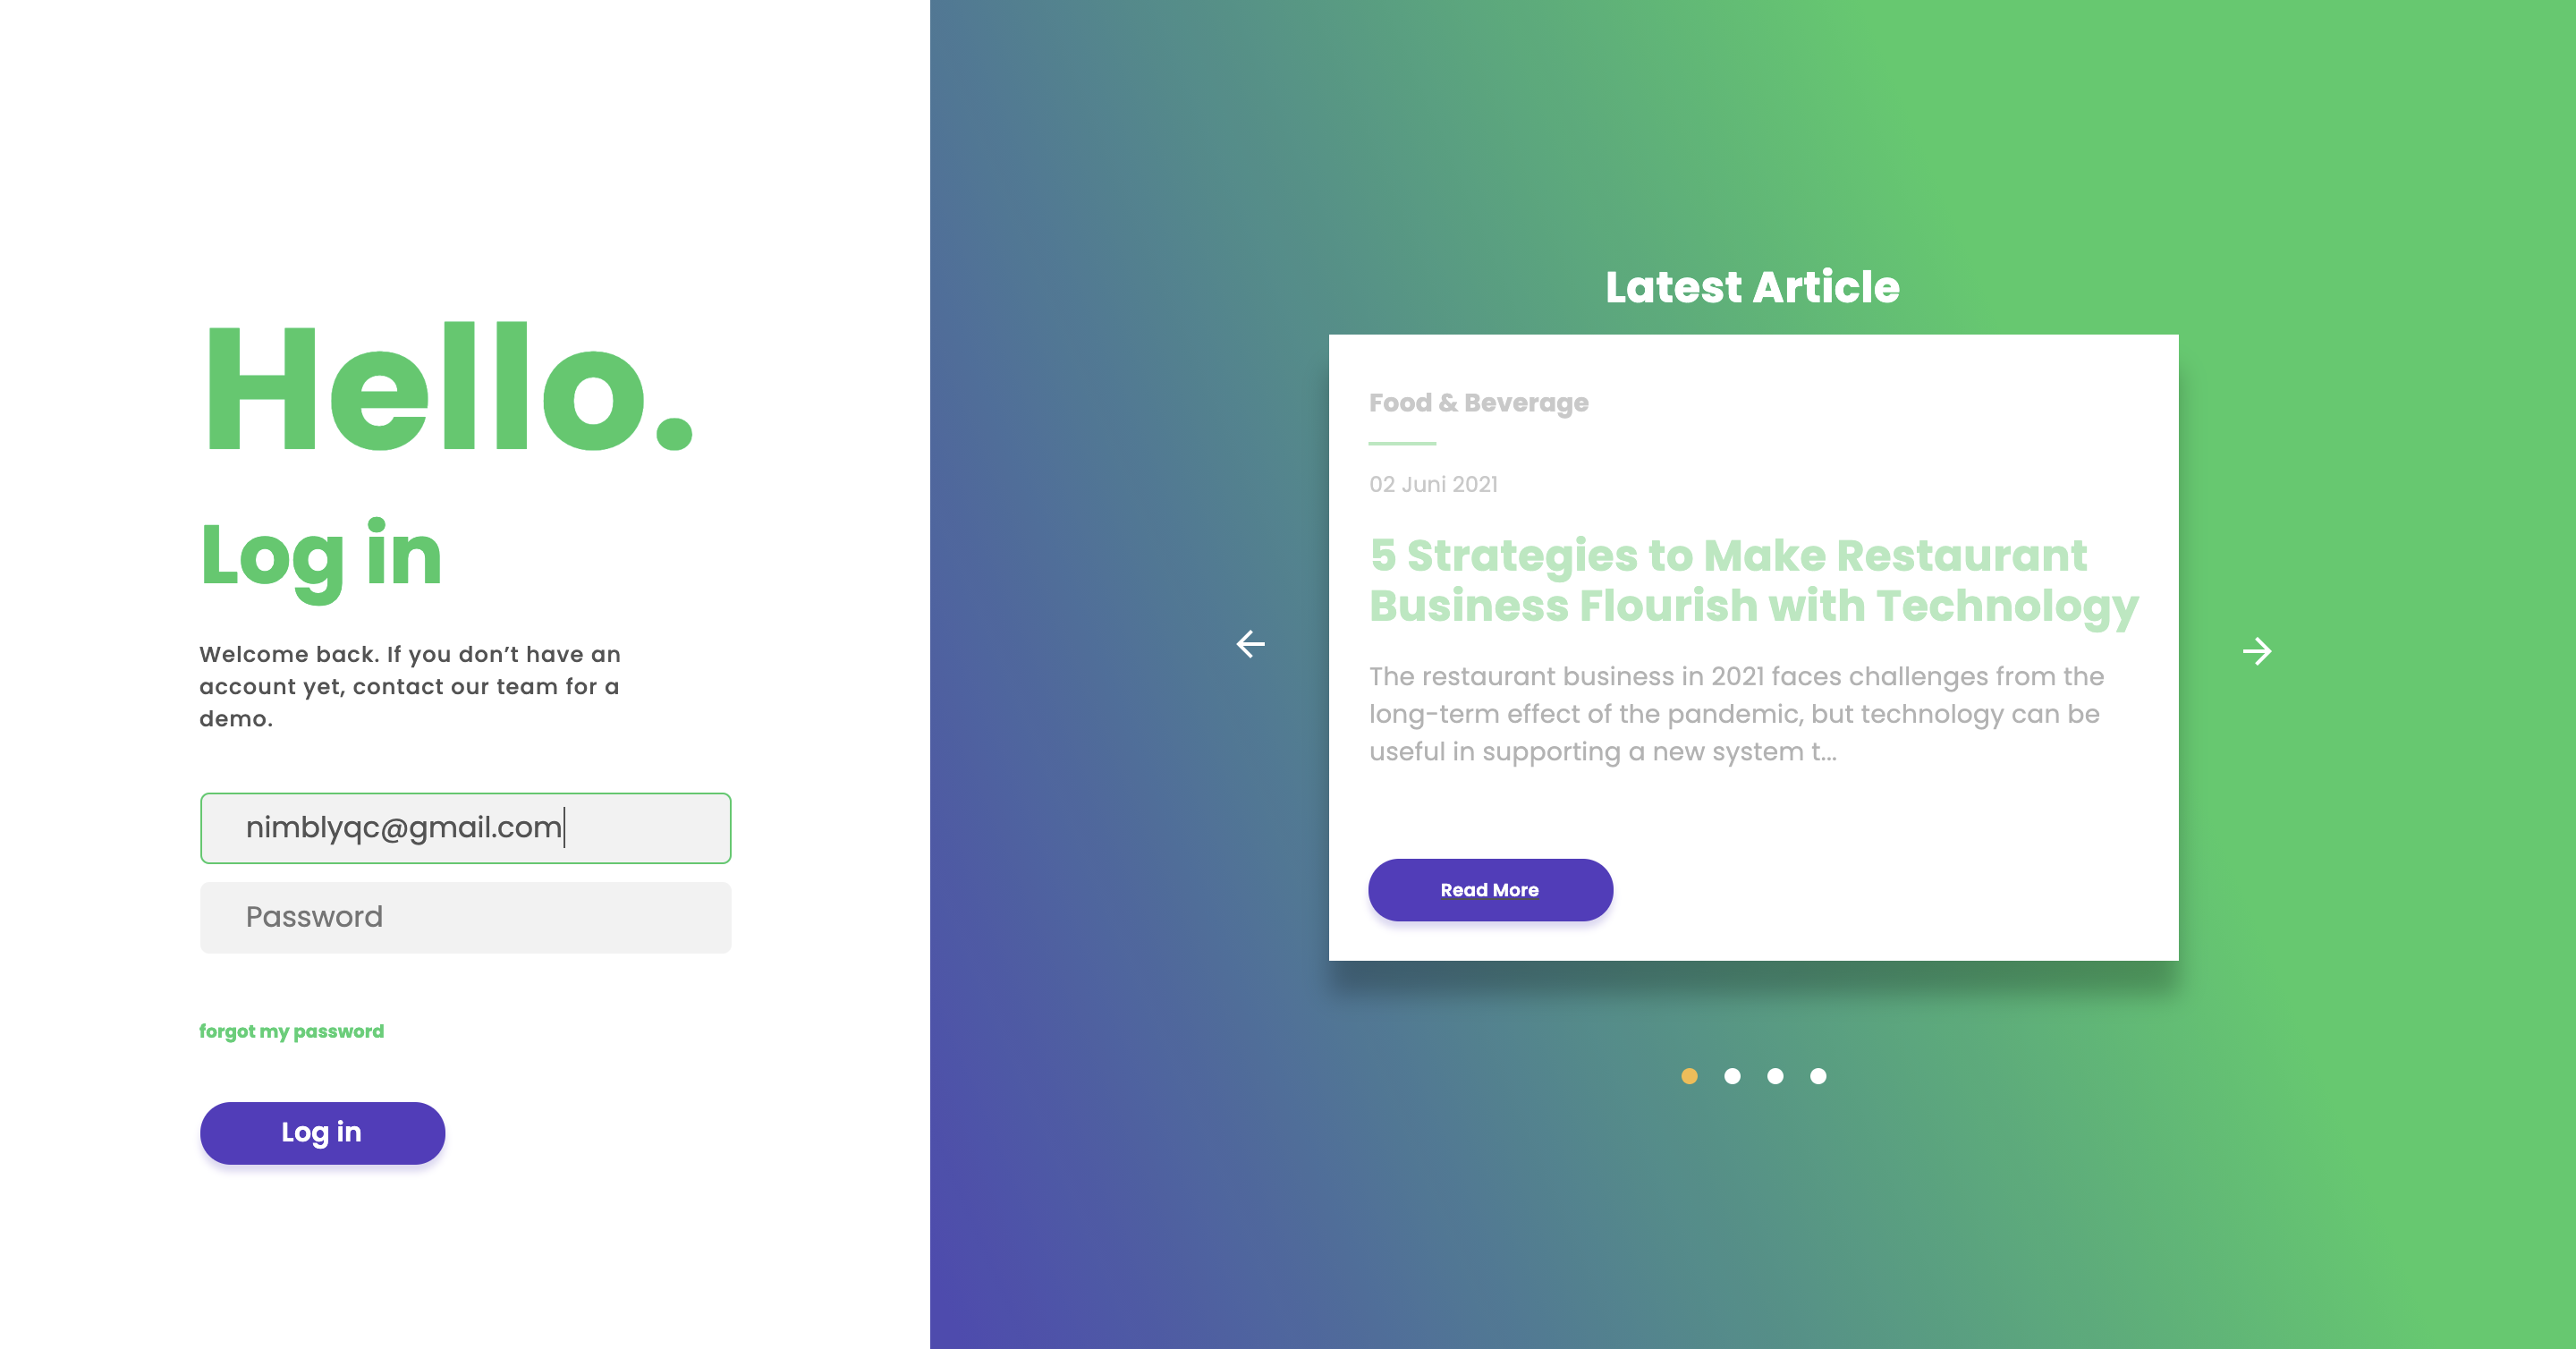 Hello.
Log in
Welcome back. If you don’t have an
account yet, contact our team for a
demo.
nimblyqc@gmail.com
Password
forgot my password
Log in
Latest Article
Food & Beverage
02 Juni 2021
5 Strategies to Make Restaurant
Business Flourish with Technology
The restaurant business in 2021 faces challenges from the
long-term effect of the pandemic, but technology can be
useful in supporting a new system t...
Read More